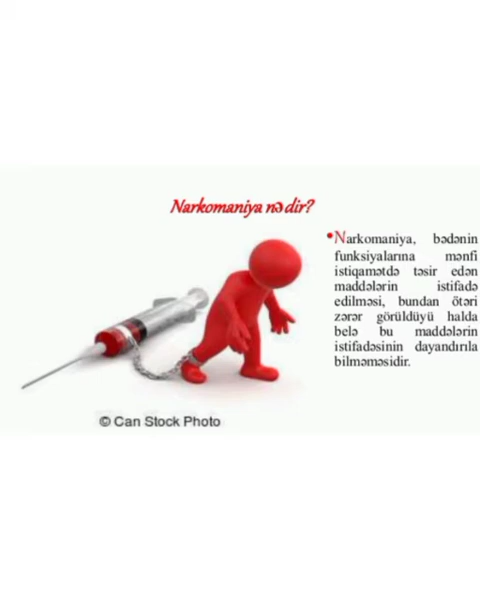 Narkomaniya nədir?
•Narkomaniya, bədənin
funksiyalarına mənfi
istiqamətdə təsir edən
maddələrin istifadə
edilməsi, bundan ötəri
zərər görüldüyü halda
belə bu maddələrin
istifadəsinin dayandırıla
bilməməsidir.
© Can Stock Photo